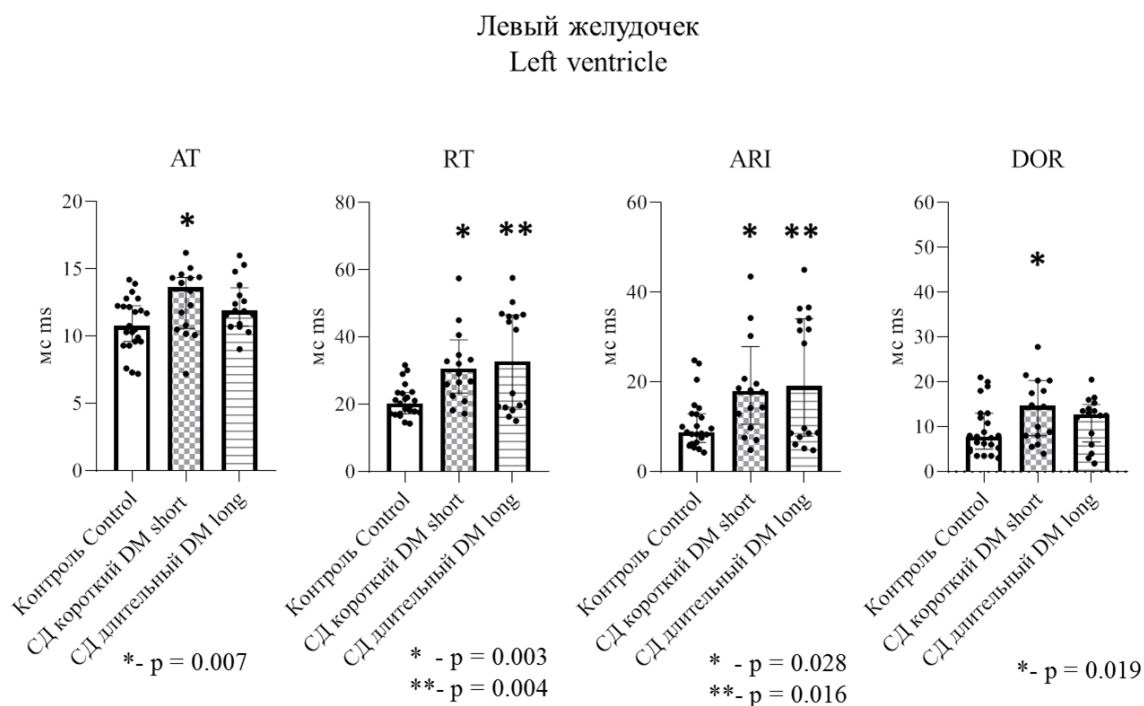 Левый желудочек
Left ventricle
AT
мс ms
20
15
10
5
0
*
Контроль Control
СД короткий DM short
СД длительный DM long
*- p = 0.007
RT
мс ms
80
60
40
20
0
*
**
Контроль Control
СД короткий DM short
СД длительный DM long
* - p = 0.003
**- p = 0.004
ARI
мс ms
60
40
20
0
*
**
Контроль Control
СД короткий DM short
СД длительный DM long
* - p = 0.028
**- p = 0.016
DOR
мс ms
60
50
40
30
20
10
0
*
Контроль Control
СД короткий DM short
СД длительный DM long
*- p = 0.019